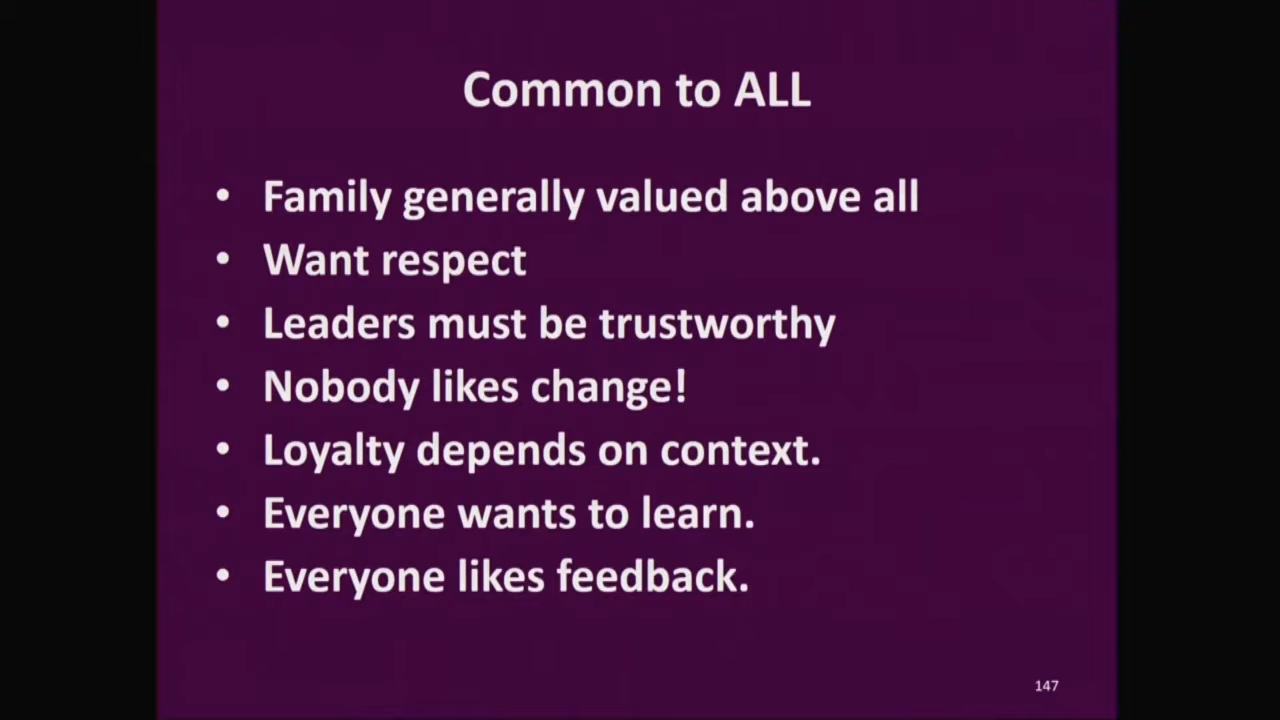 Common to ALL
• Family generally valued above all
• Want respect
• Leaders must be trustworthy
• Nobody likes change!
• Loyalty depends on context.
• Everyone wants to learn.
• Everyone likes feedback.
147